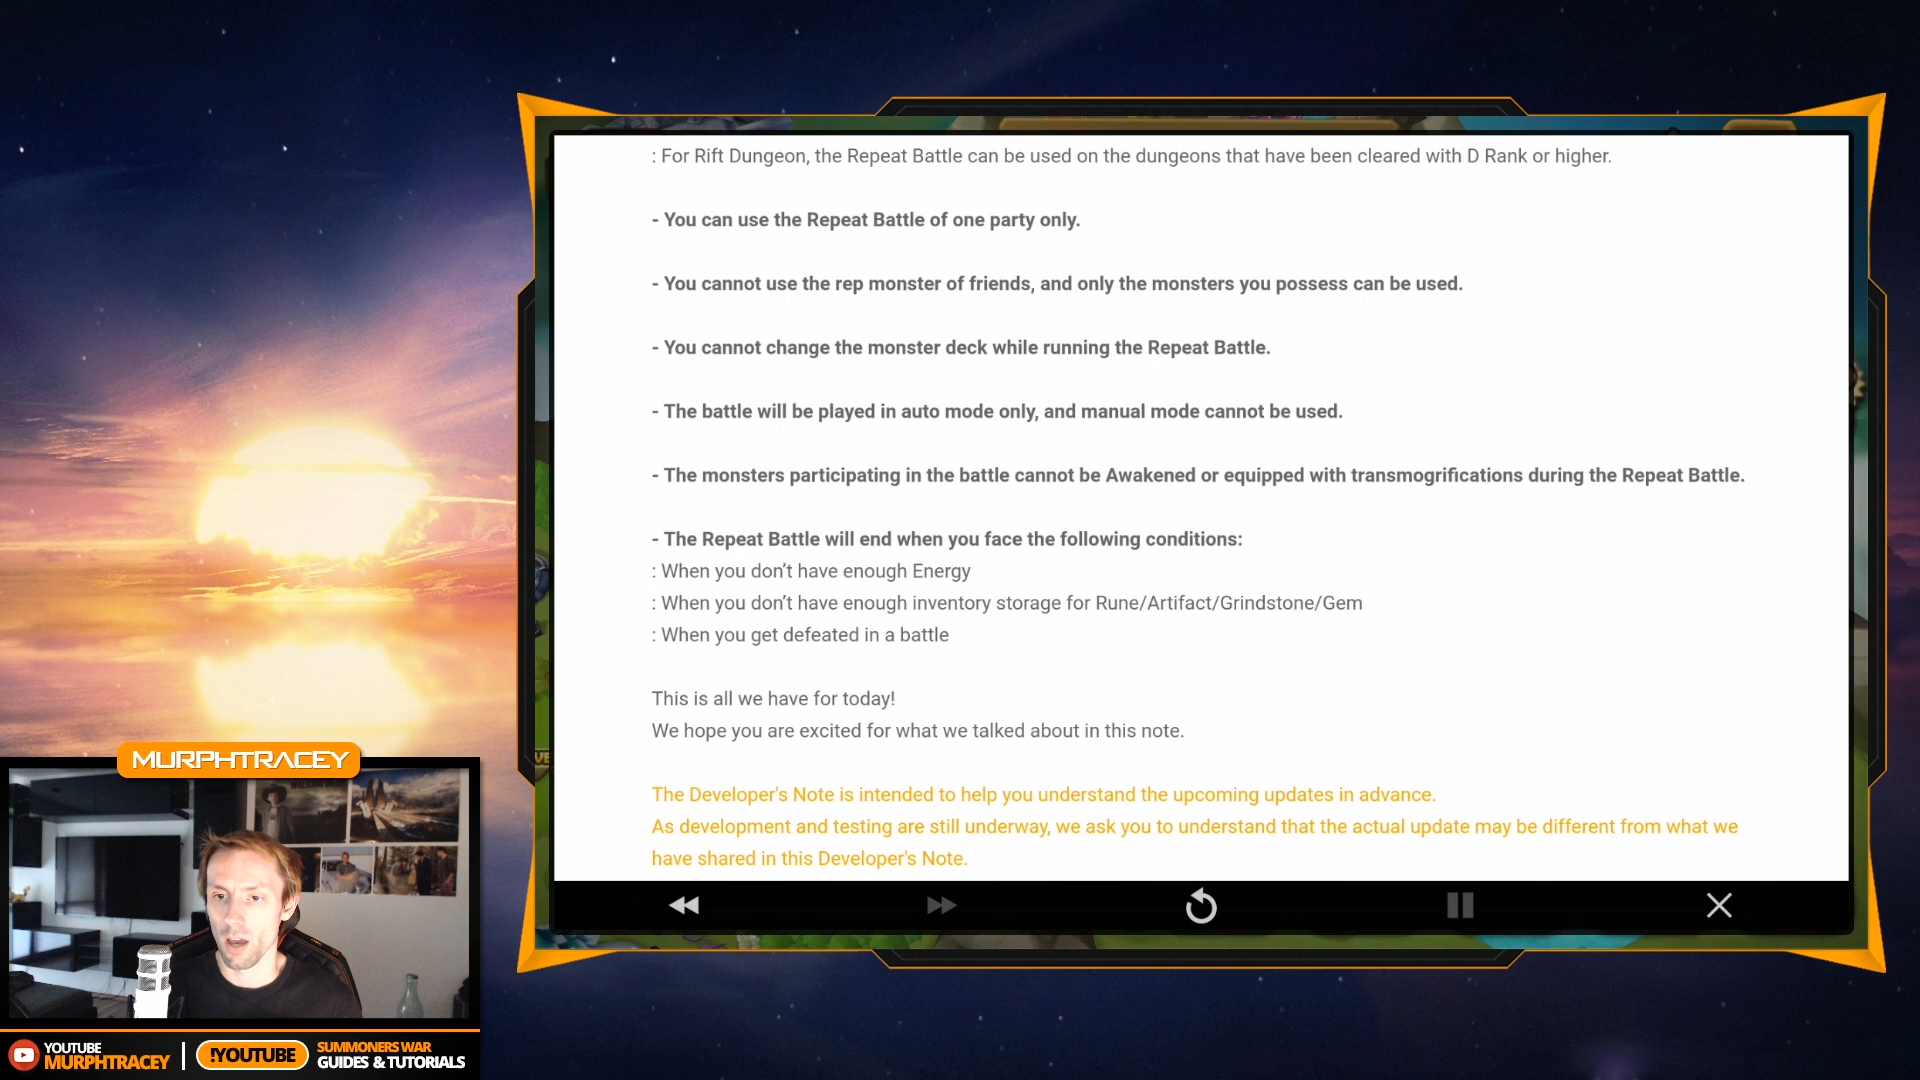 : For Rift Dungeon, the Repeat Battle can be used on the dungeons that have been cleared with D Rank or higher.
- You can use the Repeat Battle of one party only.
- You cannot use the rep monster of friends, and only the monsters you possess can be used.
- You cannot change the monster deck while running the Repeat Battle.
- The battle will be played in auto mode only, and manual mode cannot be used.
- The monsters participating in the battle cannot be Awakened or equipped with transmogrifications during the Repeat Battle.
- The Repeat Battle will end when you face the following conditions:
: When you don’t have enough Energy
: When you don’t have enough inventory storage for Rune/Artifact/Grindstone/Gem
: When you get defeated in a battle
This is all we have for today!
We hope you are excited for what we talked about in this note.
The Developer's Note is intended to help you understand the upcoming updates in advance.
As development and testing are still underway, we ask you to understand that the actual update may be different from what we
have shared in this Developer's Note.
MURPHTRACEY
YOUTUBE
MURPHTRACEY
!YOUTUBE
SUMMONERS WAR
GUIDES & TUTORIALS